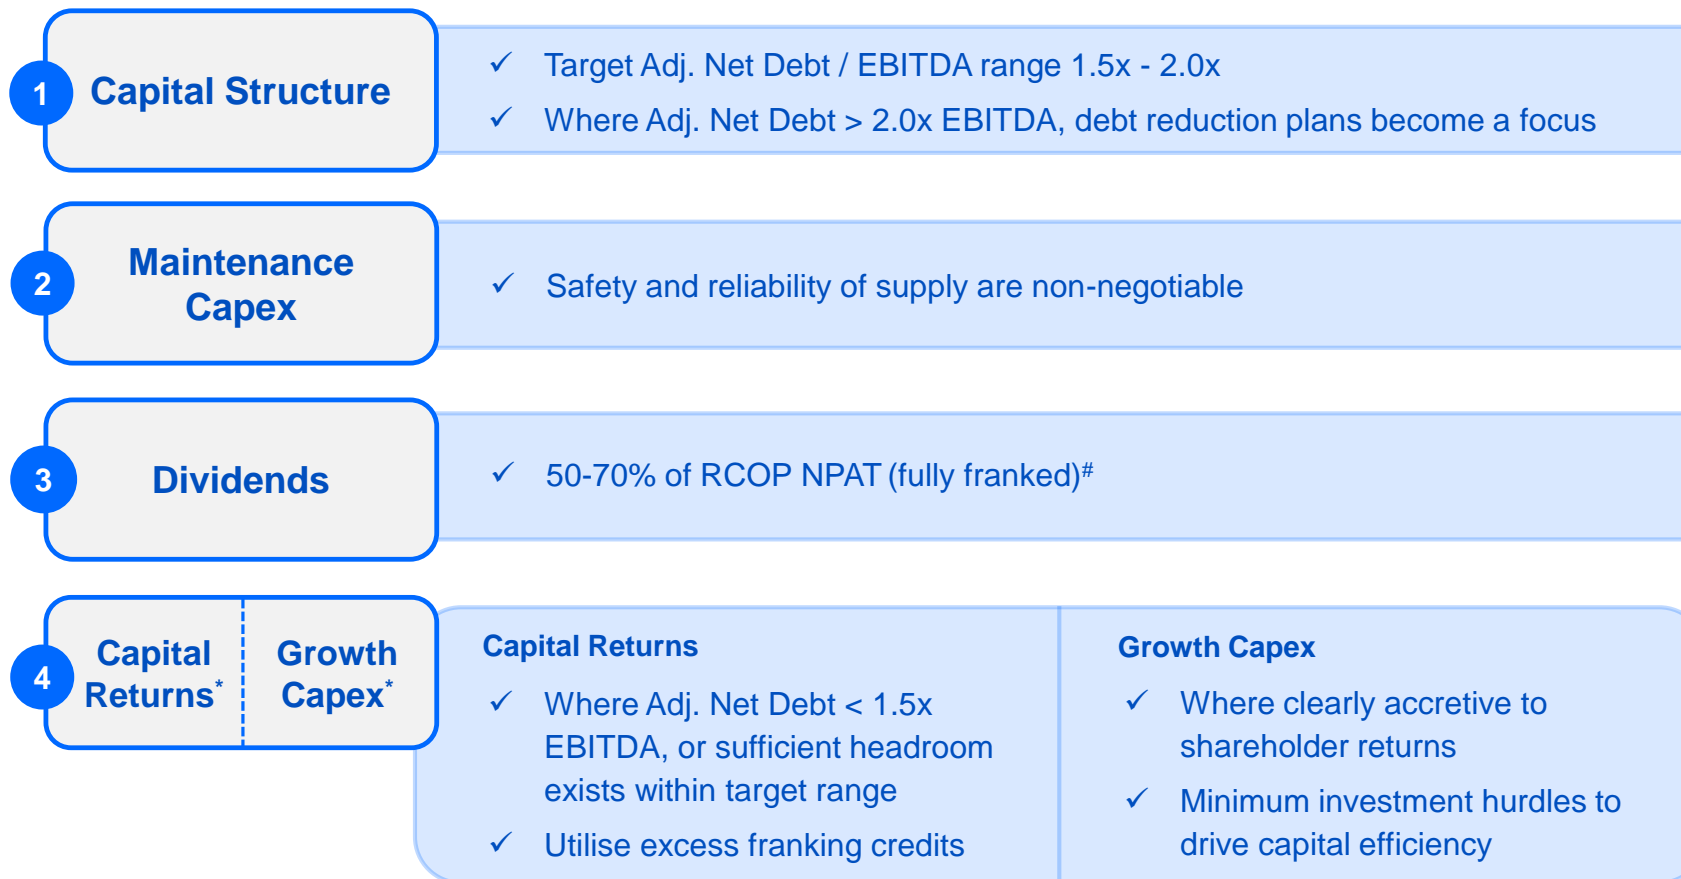 1
Capital Structure
✓ Target Adj. Net Debt / EBITDA range 1.5x - 2.0x
✓ Where Adj. Net Debt > 2.0x EBITDA, debt reduction plans become a focus
2
Maintenance
Capex
✓ Safety and reliability of supply are non-negotiable
3
Dividends
✓ 50-70% of RCOP NPAT (fully franked)#
4
Capital
Returns*
Growth
Capex*
Capital Returns
✓ Where Adj. Net Debt < 1.5x
EBITDA, or sufficient headroom
exists within target range
✓ Utilise excess franking credits
Growth Capex
✓ Where clearly accretive to
shareholder returns
✓ Minimum investment hurdles to
drive capital efficiency